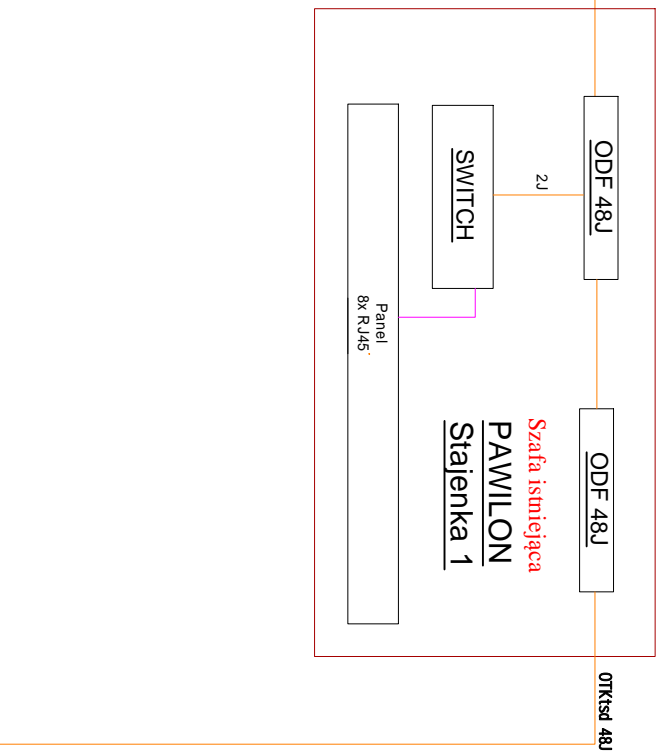 ODF 48J
2J
SWITCH
Panel
8x RJ45
ODF 48J
Szafa istniejąca
PAWILON
Stajenka 1
OTKtsd 48J